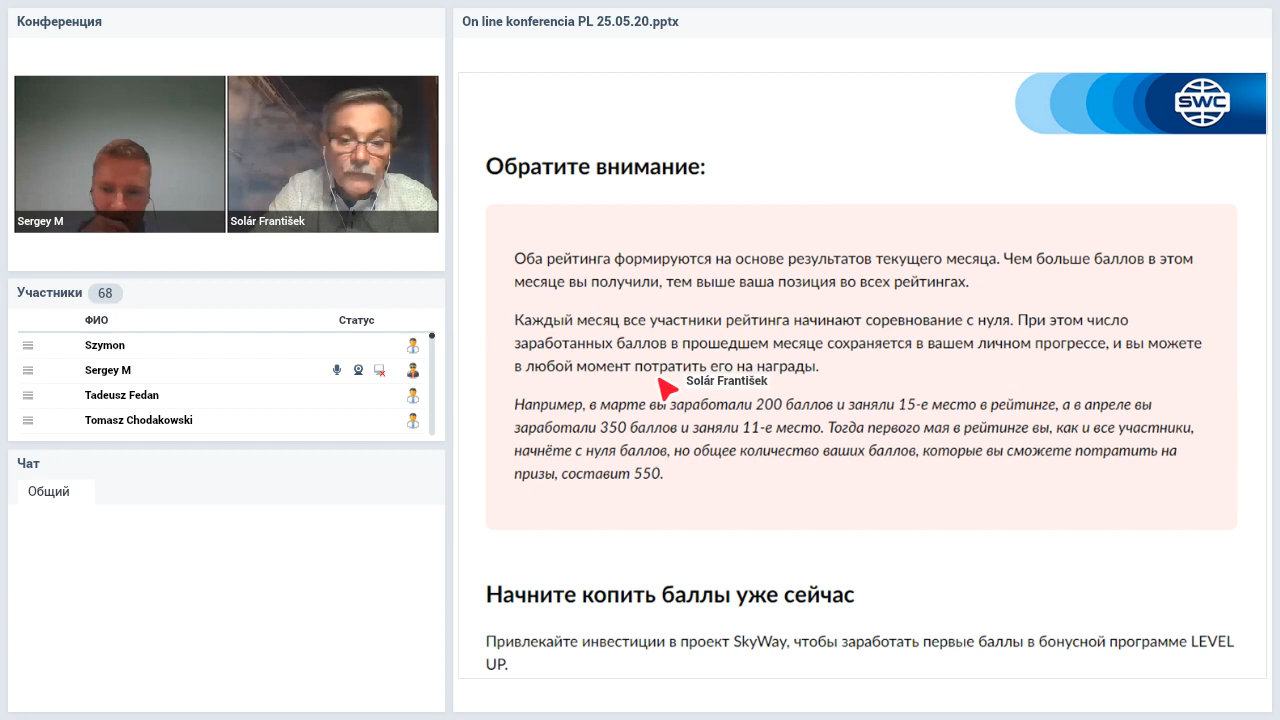 Конференция
Sergey M
Solár František
Участники 68
ФИО Статус
Szymon
Sergey M
Tadeusz Fedan
Tomasz Chodakowski
Чат
Общий
On line konferencia PL 25.05.20.pptx
SWC
Обратите внимание:
Оба рейтинга формируются на основе результатов текущего месяца. Чем больше баллов в этом
месяце вы получили, тем выше ваша позиция во всех рейтингах.
Каждый месяц все участники рейтинга начинают соревнование с нуля. При этом число
заработанных баллов в прошедшем месяце сохраняется в вашем личном прогрессе, и вы можете
в любой момент потратить его на награды.
Solár František
Например, в марте вы заработали 200 баллов и заняли 15-е место в рейтинге, а в апреле вы
заработали 350 баллов и заняли 11-е место. Тогда первого мая в рейтинге вы, как и все участники,
начнёте с нуля баллов, но общее количество ваших баллов, которые вы сможете потратить на
призы, составит 550.
Начните копить баллы уже сейчас
Привлекайте инвестиции в проект SkyWay, чтобы заработать первые баллы в бонусной программе LEVEL
UP.